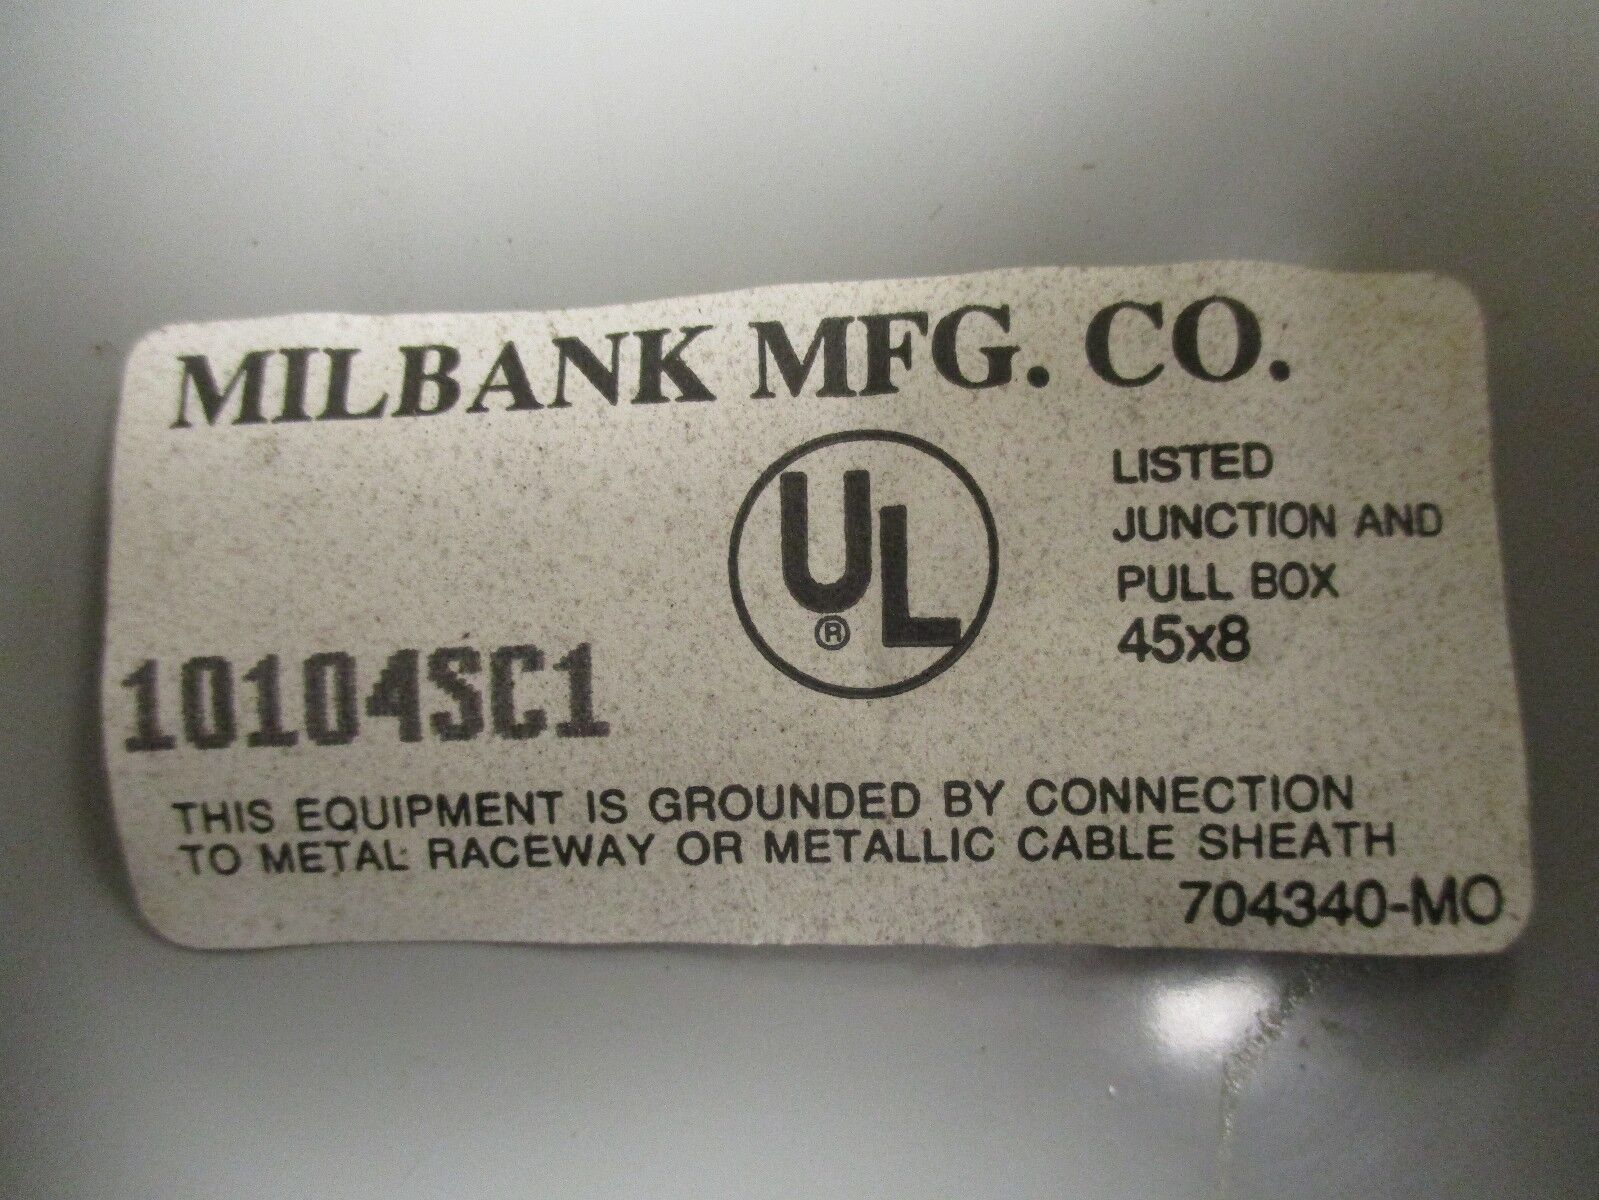 MILBANK MFG. CO.
UL
®
LISTED
JUNCTION AND
PULL BOX
45x8
10104SC1
THIS EQUIPMENT IS GROUNDED BY CONNECTION
TO METAL RACEWAY OR METALLIC CABLE SHEATH
704340-MO